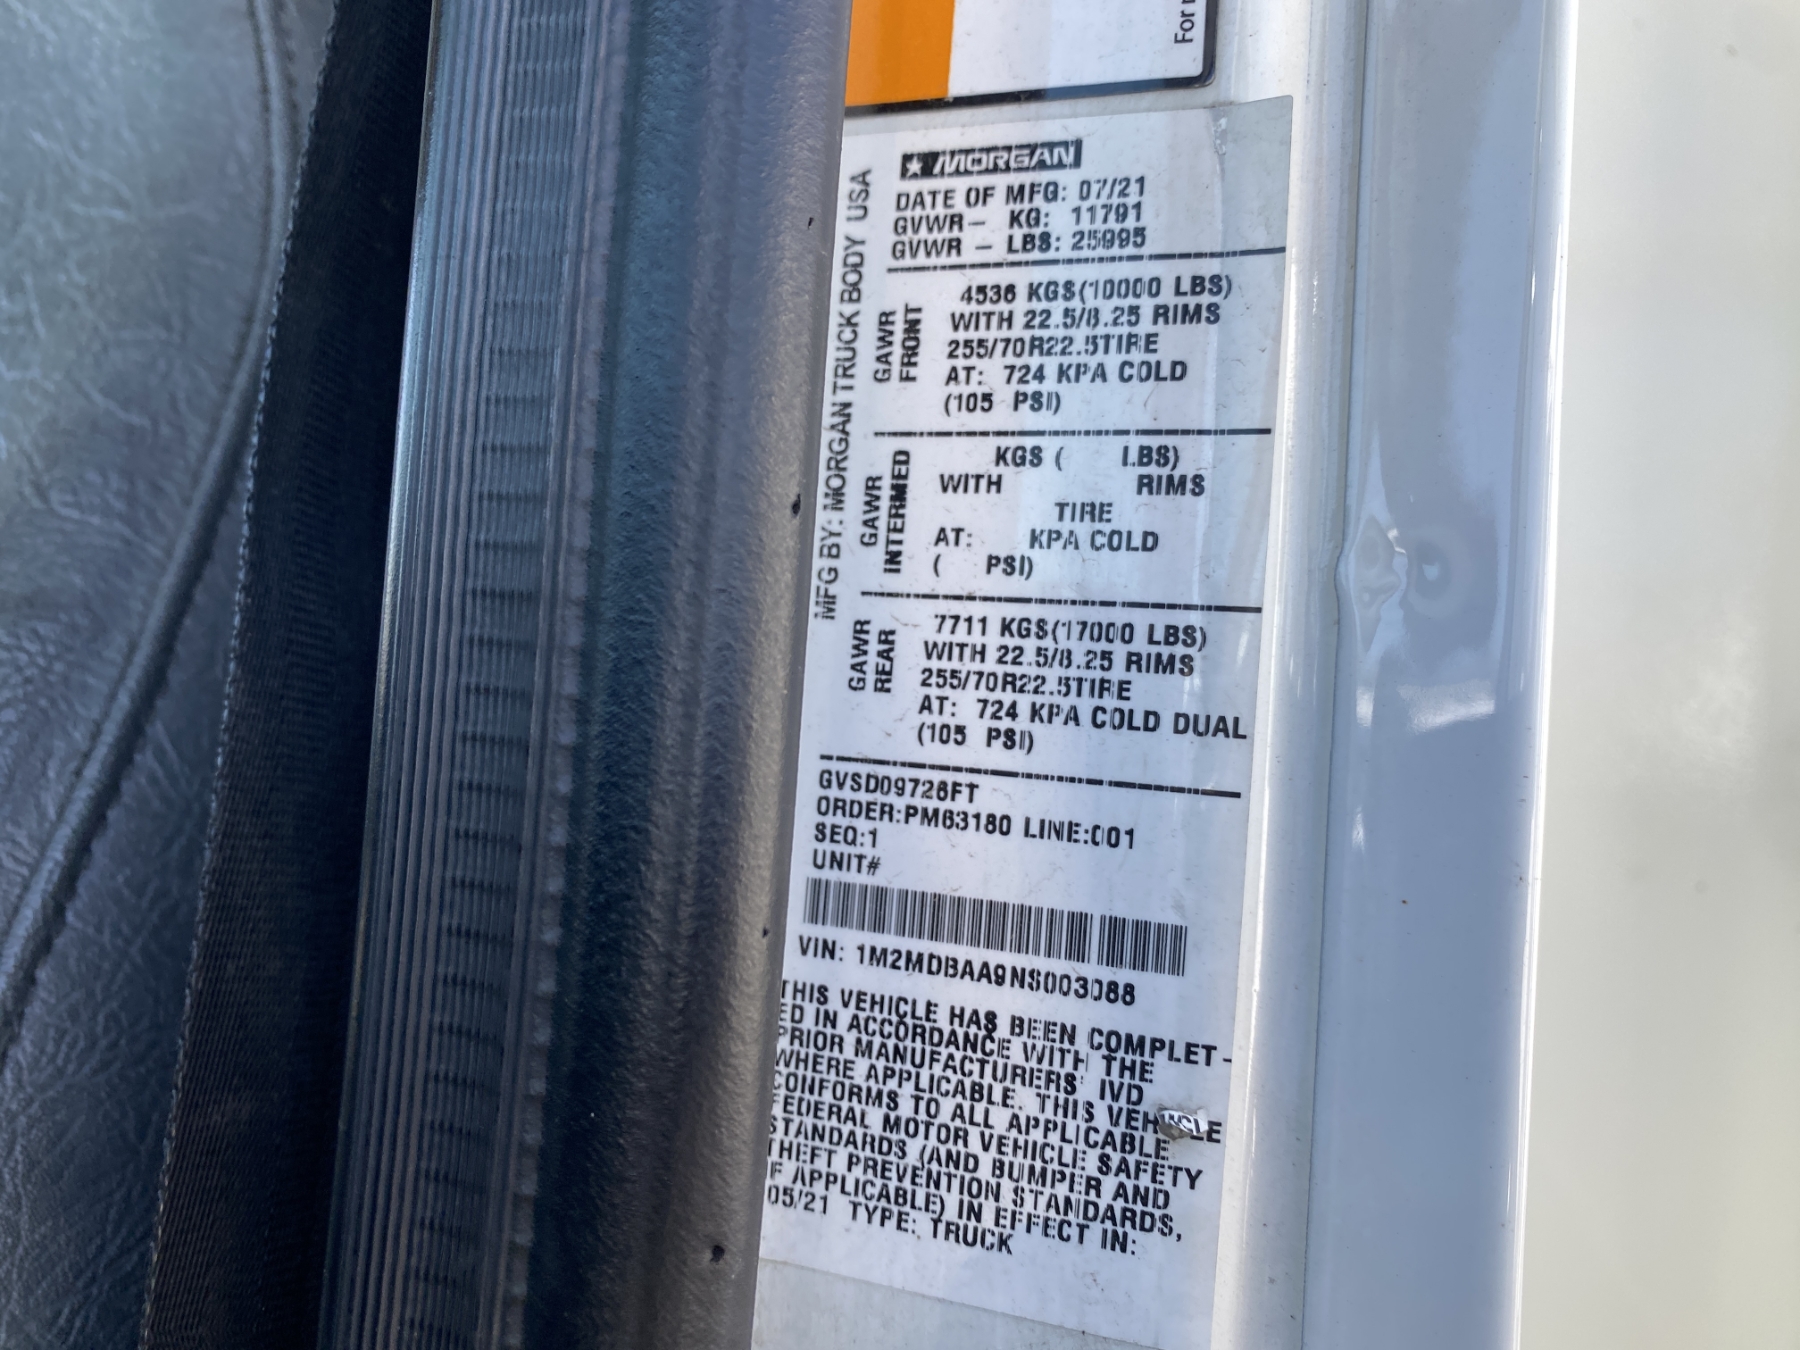 For
MORGAN
DATE OF MFG: 07/21
GVWR- KG: 11791
GVWR - LBS: 25995
MFG BY: MORGAN TRUCK BODY USA
GAWR FRONT
4536 KGS(10000 LBS)
WITH 22.5/8.25 RIMS
255/70R22.5TIRE
AT: 724 KPA COLD
(105 PSI)
GAWR INTERMED
KGS ( LBS)
WITH RIMS
TIRE
AT: KPA COLD
( PSI)
GAWR REAR
7711 KGS(17000 LBS)
WITH 22.5/8.25 RIMS
255/70R22.5TIRE
AT: 724 KPA COLD DUAL
(105 PSI)
GVSD09726FT
ORDER:PM63180 LINE:001
SEQ:1
UNIT#
VIN: 1M2MDBAA9NS003088
THIS VEHICLE HAS BEEN COMPLET-
ED IN ACCORDANCE WITH THE
PRIOR MANUFACTURERS' IVD
WHERE APPLICABLE. THIS VEHICLE
CONFORMS TO ALL APPLICABLE
FEDERAL MOTOR VEHICLE SAFETY
STANDARDS (AND BUMPER AND
THEFT PREVENTION STANDARDS,
IF APPLICABLE) IN EFFECT IN:
05/21 TYPE: TRUCK